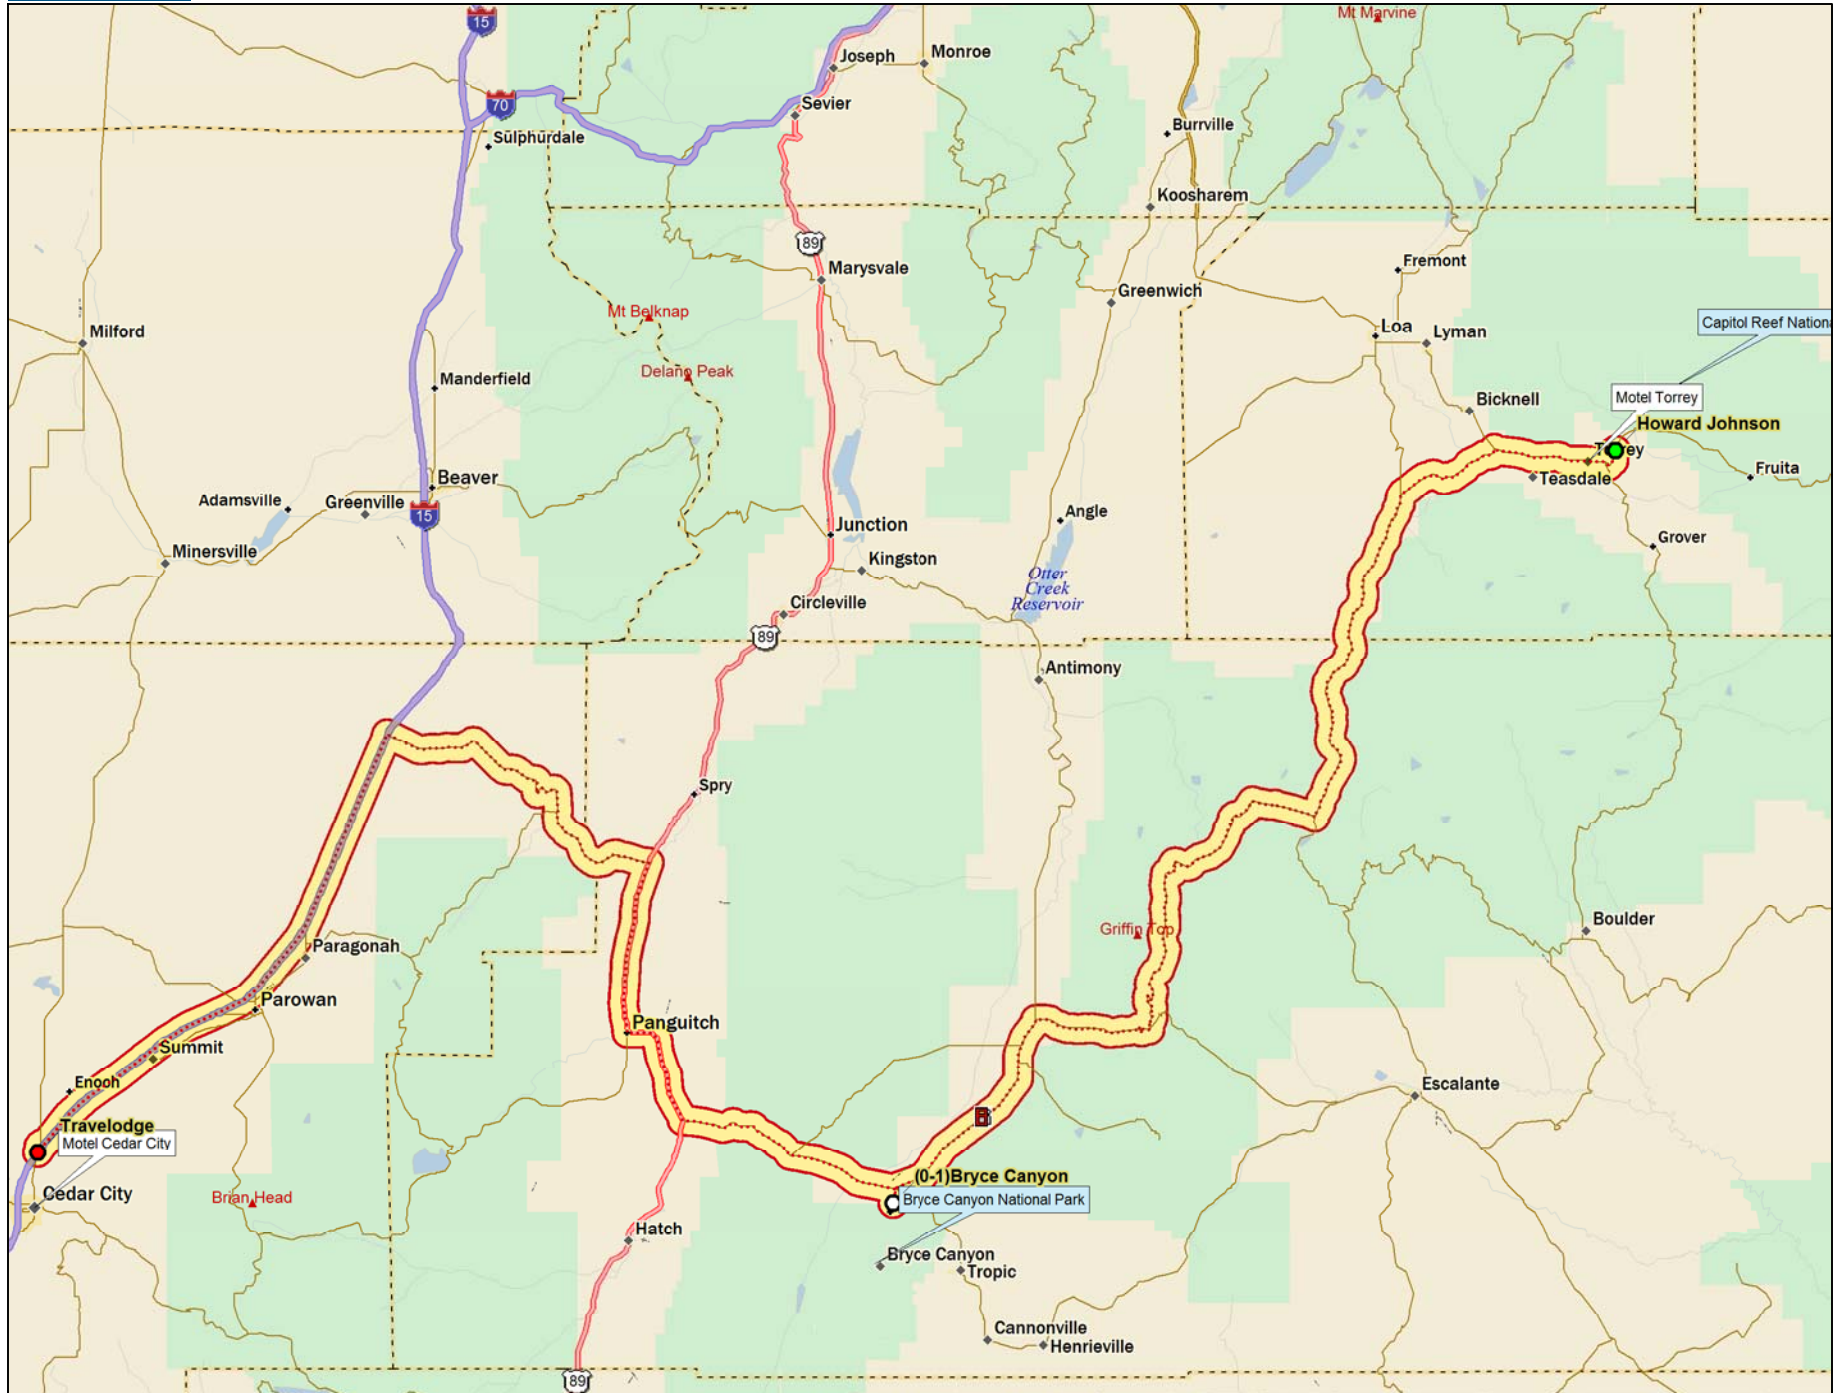 Mt Marvine
15
Joseph
Monroe
70
Sevier
Sulphurdale
Burrville
Koosharem
89
Marysvale
Fremont
Greenwich
Mt Belknap
Capitol Reef Nationa
Milford
Loa
Lyman
Delano Peak
Manderfield
Motel Torrey
Bicknell
Howard Johnson
Torrey
Fruita
Beaver
Teasdale
Adamsville
Greenville
15
Angle
Junction
Grover
Minersville
Kingston
Otter
Creek
Reservoir
Circleville
89
Antimony
Spry
Boulder
Griffin Top
Paragonah
Parowan
Panguitch
Summit
Enoch
Escalante
Travelodge
Motel Cedar City
(0-1)Bryce Canyon
Cedar City
Brian Head
Bryce Canyon National Park
Hatch
Bryce Canyon
Tropic
Cannonville
Henrieville
89